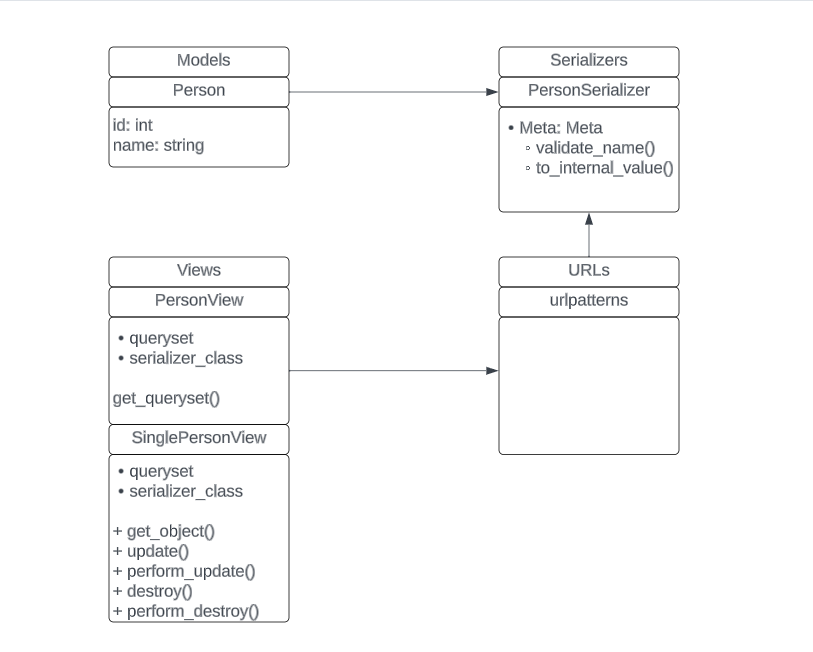 Models
Person
id: int
name: string
Serializers
PersonSerializer
• Meta: Meta
◦ validate_name()
◦ to_internal_value()
Views
PersonView
• queryset
• serializer_class
get_queryset()
SinglePersonView
• queryset
• serializer_class
+ get_object()
+ update()
+ perform_update()
+ destroy()
+ perform_destroy()
URLs
urlpatterns